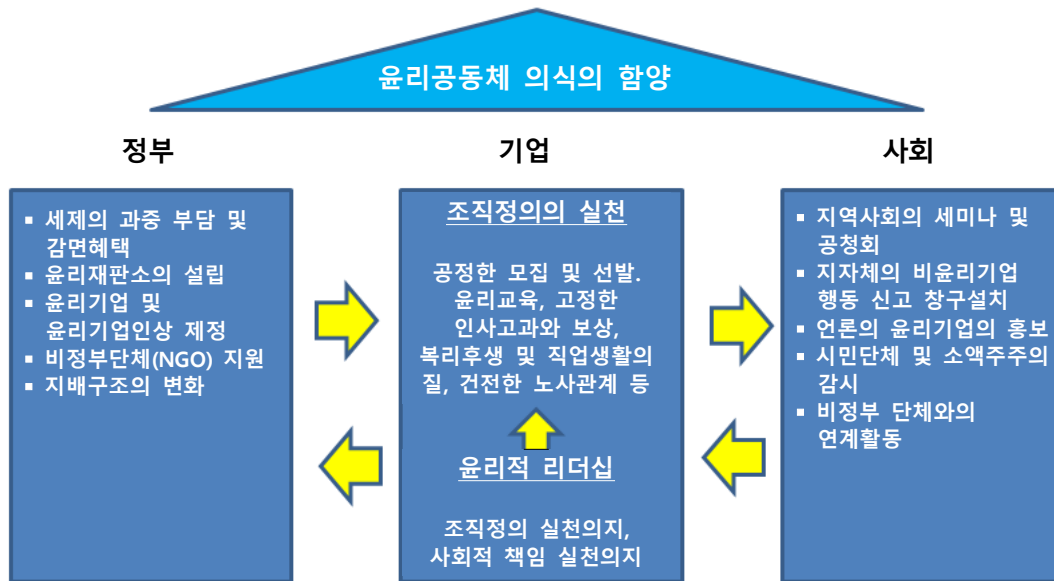 윤리공동체 의식의 함양
정부
기업
사회
▪ 세제의 과중 부담 및
감면혜택
▪ 윤리재판소의 설립
▪ 윤리기업 및
윤리기업인상 제정
▪ 비정부단체(NGO) 지원
▪ 지배구조의 변화
조직정의의 실천
공정한 모집 및 선발.
윤리교육, 고정한
인사고과와 보상,
복리후생 및 직업생활의
질, 건전한 노사관계 등
윤리적 리더십
조직정의 실천의지,
사회적 책임 실천의지
▪ 지역사회의 세미나 및
공청회
▪ 지자체의 비윤리기업
행동 신고 창구설치
▪ 언론의 윤리기업의 홍보
▪ 시민단체 및 소액주주의
감시
▪ 비정부 단체와의
연계활동